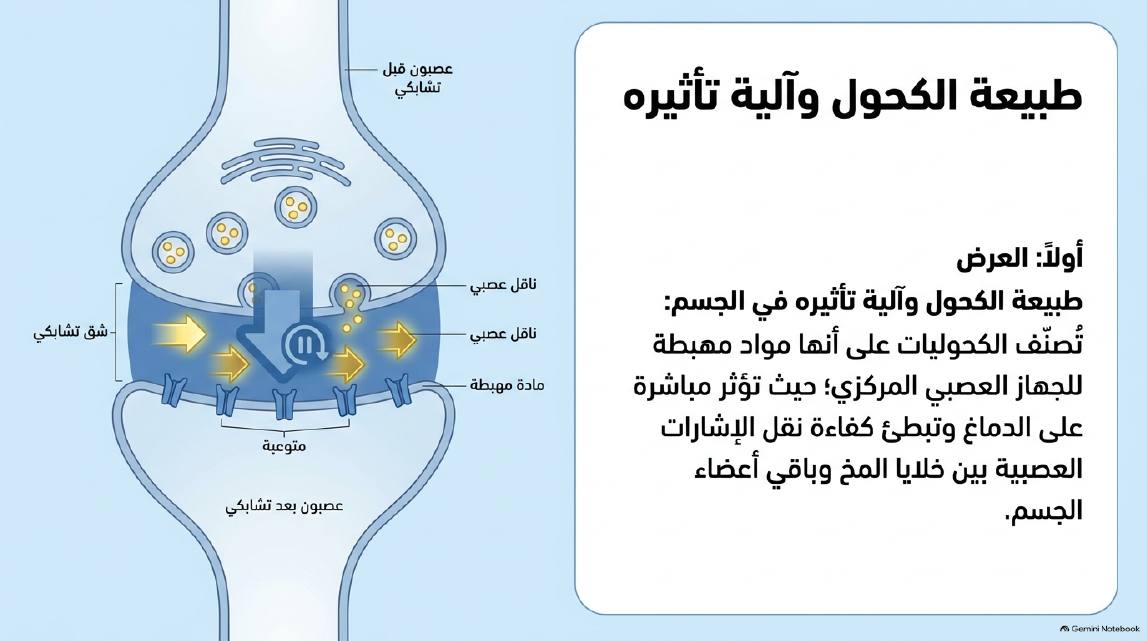 طبيعة الكحول وآلية تأثيره
أولاً: العرض
طبيعة الكحول وآلية تأثيره في الجسم:
تُصنّف الكحوليات على أنها مواد مهبطة
للجهاز العصبي المركزي؛ حيث تؤثر مباشرة
على الدماغ وتبطئ كفاءة نقل الإشارات
العصبية بين خلايا المخ وباقي أعضاء
الجسم.
عصبون قبل
تشابكي
ناقل عصبي
ناقل عصبي
شق تشابكي
مادة مهبطة
متوعبة
عصبون بعد تشابكي
Gemini Notebook